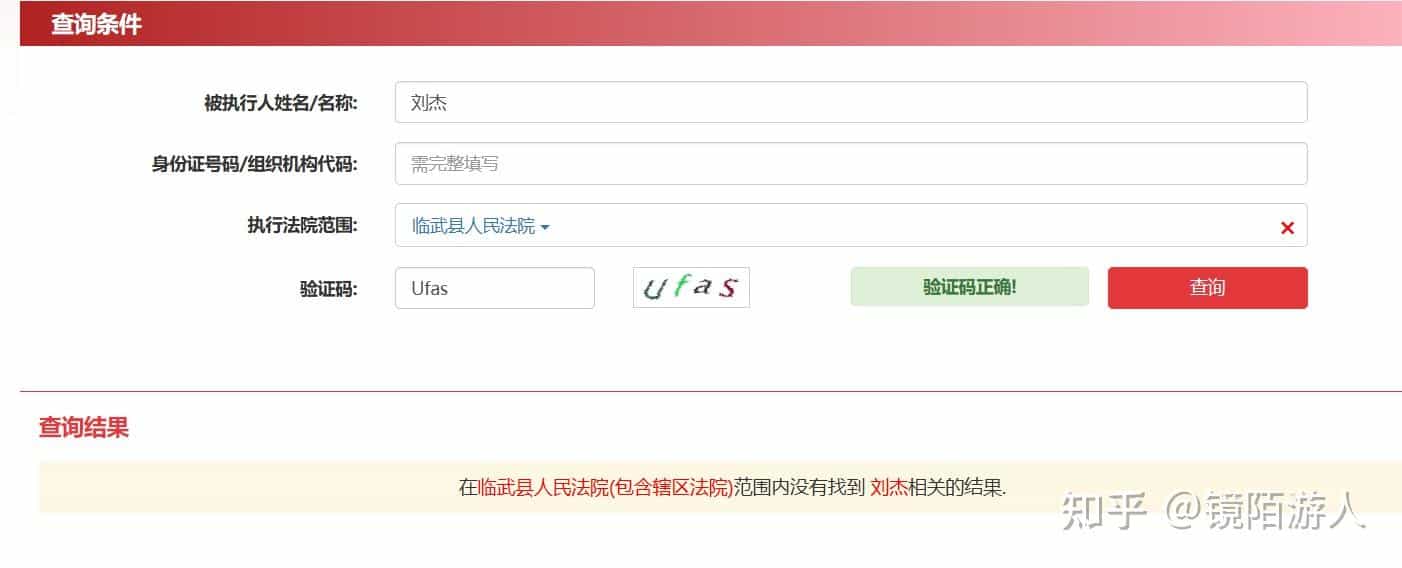 查询条件
被执行人姓名/名称: 刘杰
身份证号码/组织机构代码: 需完整填写
执行法院范围: 临武县人民法院
验证码: Ufas ufas 验证码正确! 查询
查询结果
在临武县人民法院(包含辖区法院)范围内没有找到 刘杰相关的结果.
知乎 @镜陌游人